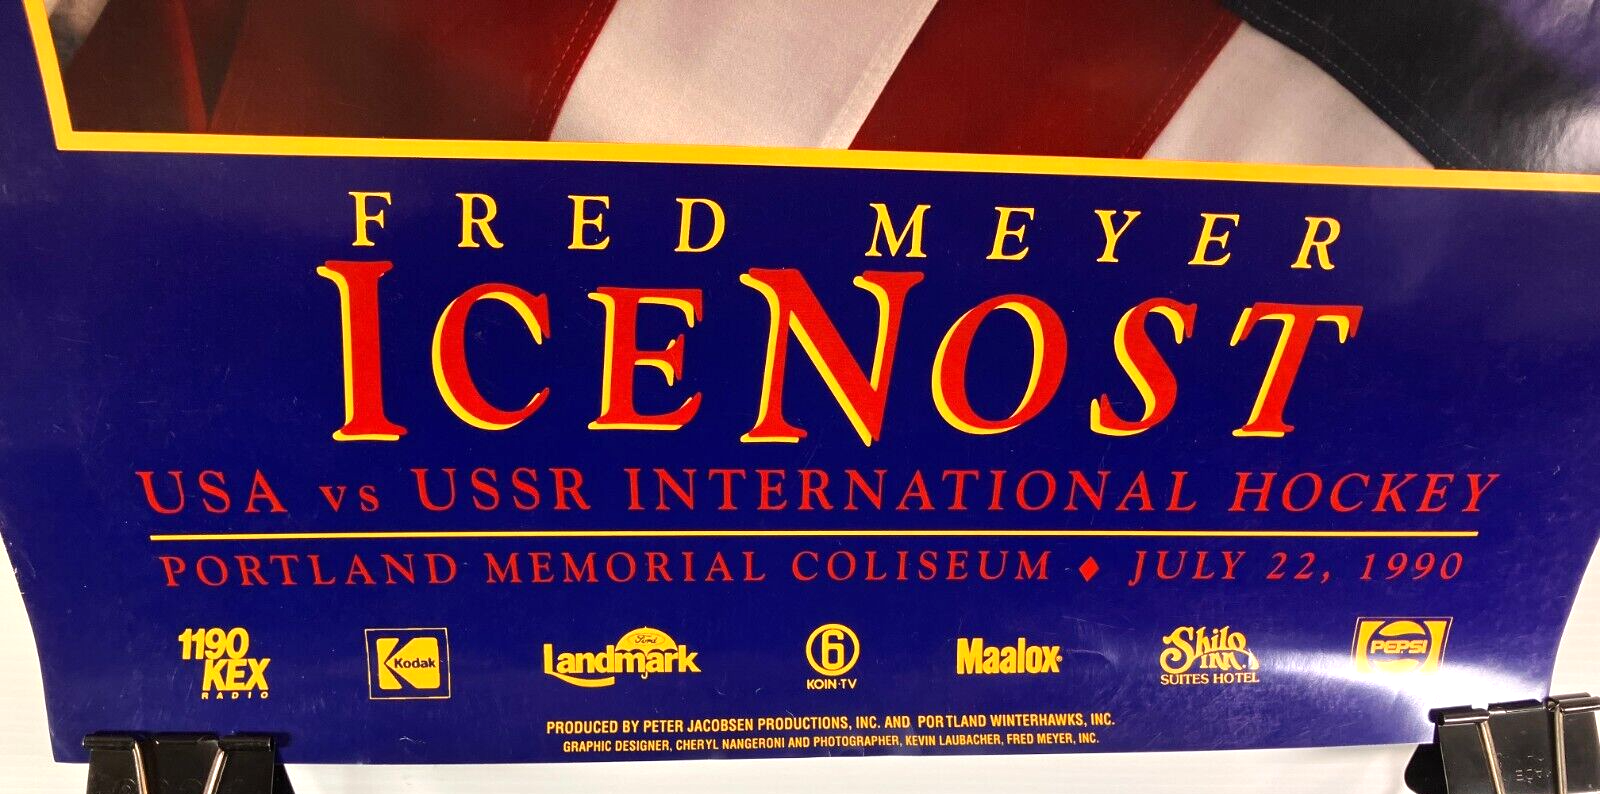 FRED MEYER
ICENOST
USA vs USSR INTERNATIONAL HOCKEY
PORTLAND MEMORIAL COLISEUM ♦ JULY 22, 1990
1190
KEX
RADIO
Kodak
Ford
Landmark
6
KOIN·TV
Maalox
Shilo
INN
SUITES HOTEL
PEPSI
PRODUCED BY PETER JACOBSEN PRODUCTIONS, INC. AND PORTLAND WINTERHAWKS, INC.
GRAPHIC DESIGNER, CHERYL NANGERONI AND PHOTOGRAPHER, KEVIN LAUBACHER, FRED MEYER, INC.